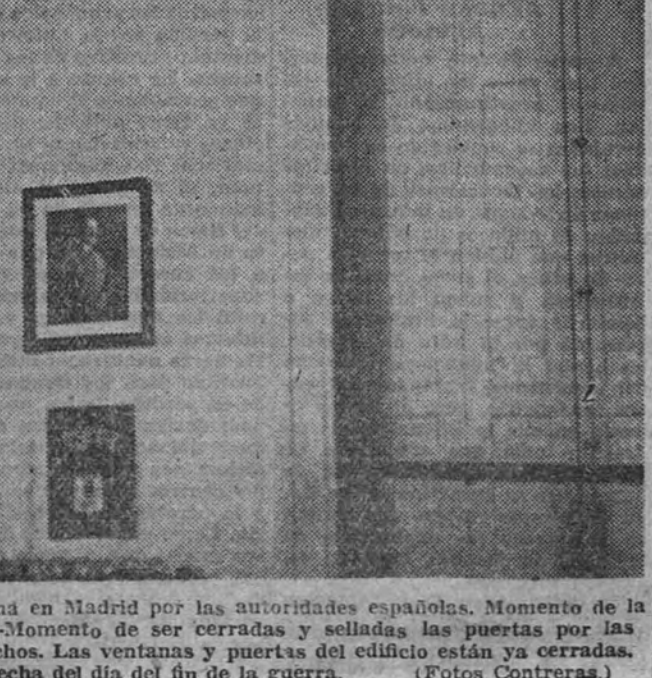 ná en Madrid por las autoridades españolas. Momento de la
-Momento de ser cerradas y selladas las puertas por las
chos. Las ventanas y puertas del edificio están ya cerradas.
echa del día del fin de la guerra. (Fotos Contreras.)